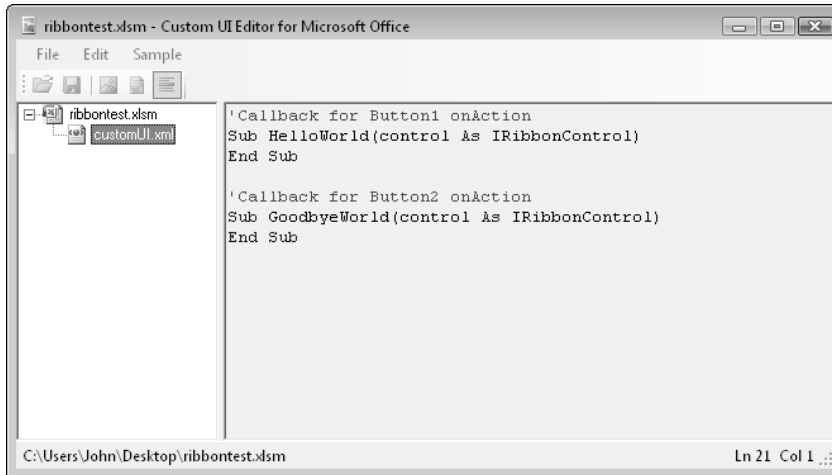 ribbontest.xlsm - Custom UI Editor for Microsoft Office
File Edit Sample
ribbontest.xlsm
customUI.xml
'Callback for Button1 onAction
Sub HelloWorld(control As IRibbonControl)
End Sub
'Callback for Button2 onAction
Sub GoodbyeWorld(control As IRibbonControl)
End Sub
C:\Users\John\Desktop\ribbontest.xlsm Ln 21 Col 1